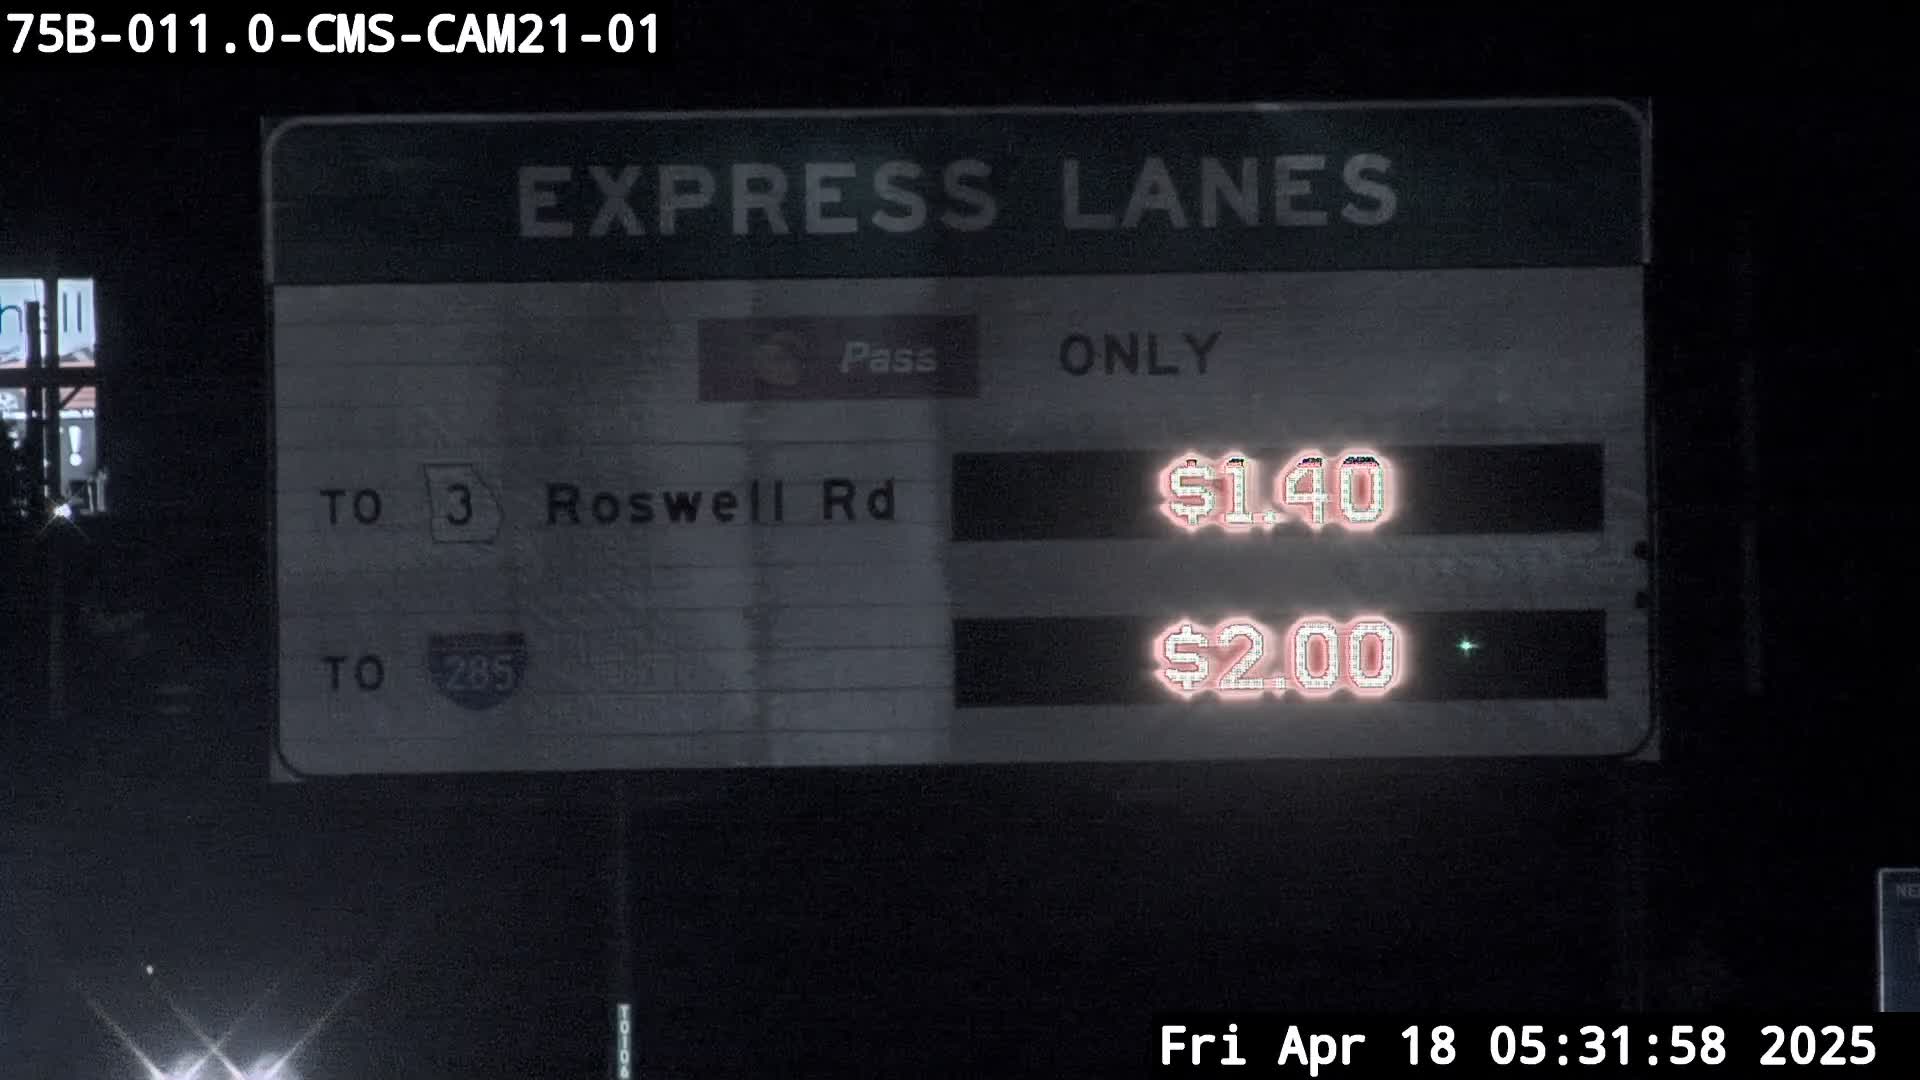 75B-011.0-CMS-CAM21-01
EXPRESS LANES
Pass ONLY
TO 3 Roswell Rd $1.40
TO 285 $2.00
Fri Apr 18 05:31:58 2025